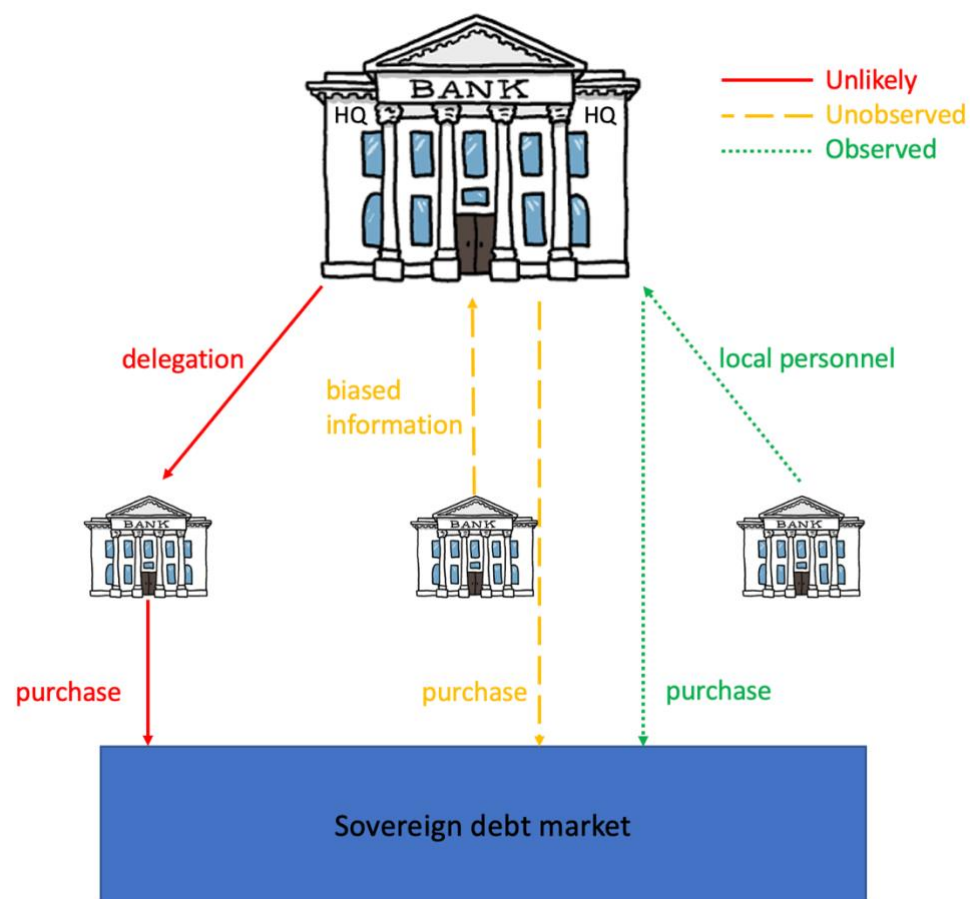 BANK
HQ
HQ
Unlikely
Unobserved
Observed
delegation
biased
information
local personnel
BANK
BANK
BANK
purchase
purchase
purchase
Sovereign debt market